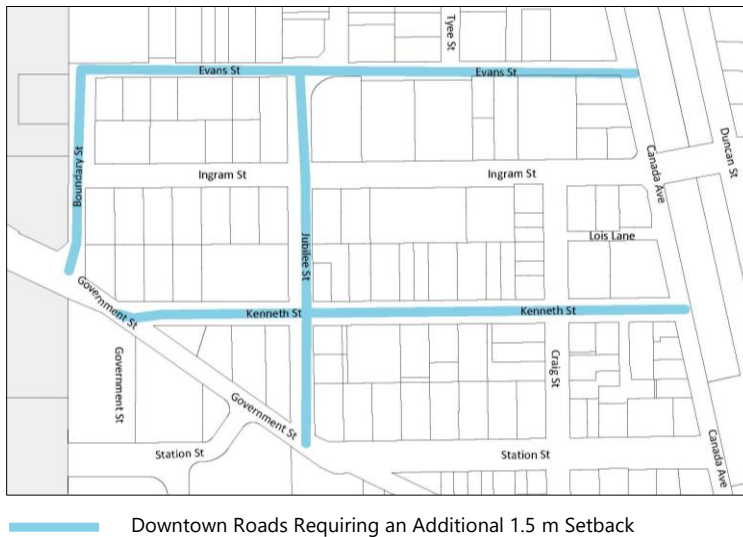 Tyee St
Evans St
Evans St
Duncan St
Boundary St
Ingram St
Ingram St
Canada Ave
Jubilee St
Lois Lane
Government St
Kenneth St
Kenneth St
Government St
Craig St
Government St
Station St
Station St
Canada Ave
Downtown Roads Requiring an Additional 1.5 m Setback